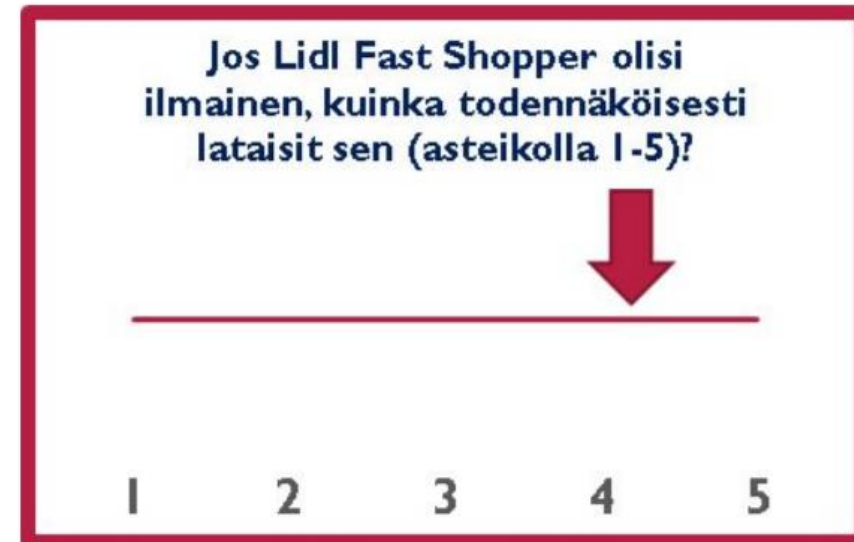 Jos Lidl Fast Shopper olisi
ilmainen, kuinka todennäköisesti
lataisit sen (asteikolla 1-5)?
1 2 3 4 5